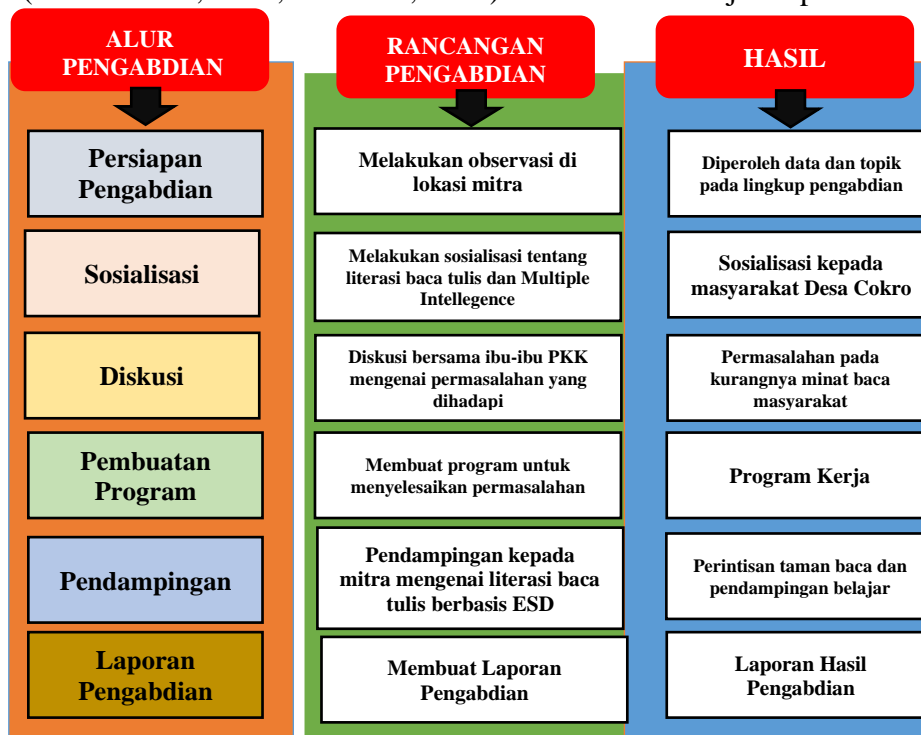 ALUR
PENGABDIAN
RANCANGAN
PENGABDIAN
HASIL
Persiapan
Pengabdian
Melakukan observasi di
lokasi mitra
Diperoleh data dan topik
pada lingkup pengabdian
Sosialisasi
Melakukan sosialisasi tentang
literasi baca tulis dan Multiple
Intellegence
Sosialisasi kepada
masyarakat Desa Cokro
Diskusi
Diskusi bersama ibu-ibu PKK
mengenai permasalahan yang
dihadapi
Permasalahan pada
kurangnya minat baca
masyarakat
Pembuatan
Program
Membuat program untuk
menyelesaikan permasalahan
Program Kerja
Pendampingan
Pendampingan kepada
mitra mengenai literasi baca
tulis berbasis ESD
Perintisan taman baca dan
pendampingan belajar
Laporan
Pengabdian
Membuat Laporan
Pengabdian
Laporan Hasil
Pengabdian